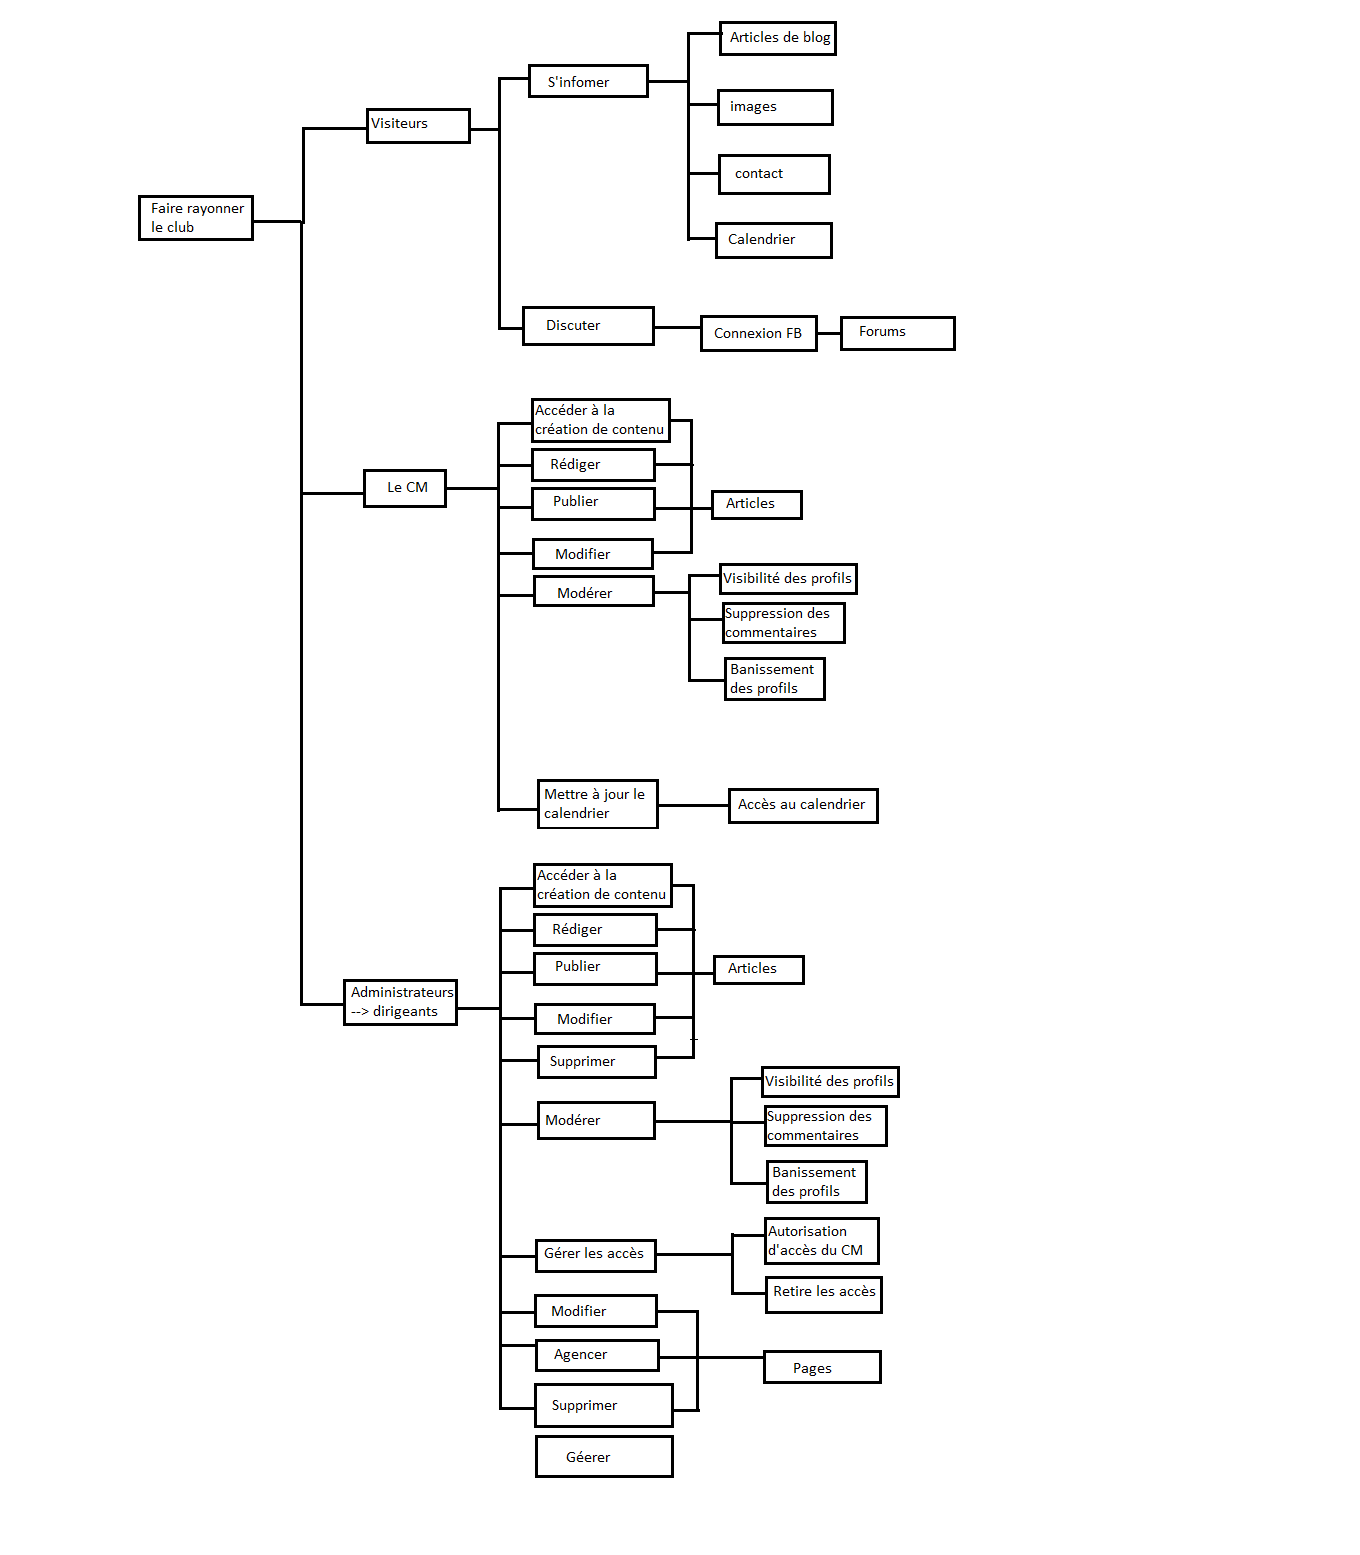 Articles de blog
S'infomer
images
Visiteurs
contact
Faire rayonner
le club
Calendrier
Discuter
Connexion FB
Forums
Accéder à la
création de contenu
Rédiger
Le CM
Publier
Articles
Modifier
Modérer
Visibilité des profils
Suppression des
commentaires
Banissement
des profils
Mettre à jour le
calendrier
Accès au calendrier
Accéder à la
création de contenu
Rédiger
Publier
Articles
Administrateurs
--> dirigeants
Modifier
Supprimer
Visibilité des profils
Modérer
Suppression des
commentaires
Banissement
des profils
Autorisation
d'accès du CM
Gérer les accès
Retire les accès
Modifier
Agencer
Pages
Supprimer
Géerer